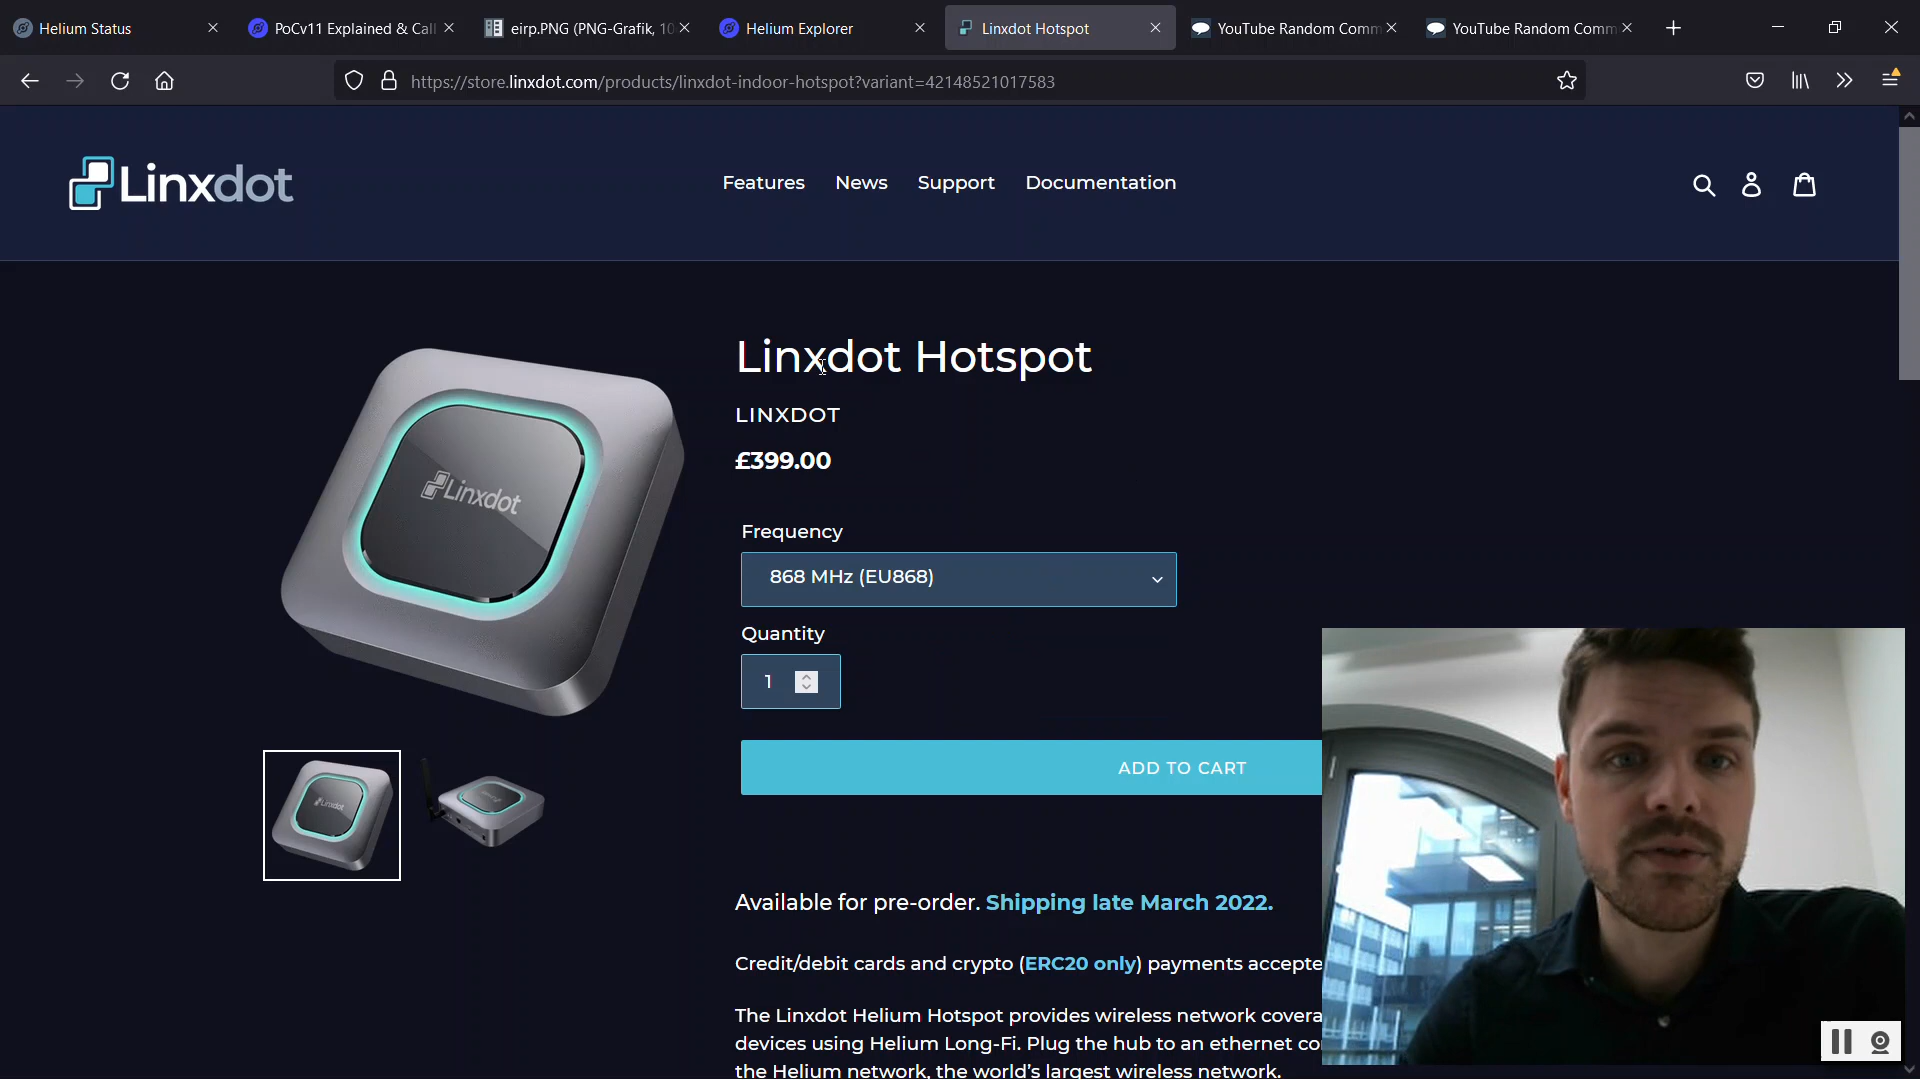 Helium Status
PoCv11 Explained & Call
eirp.PNG (PNG-Grafik, 10
Helium Explorer
Linxdot Hotspot
YouTube Random Comm
YouTube Random Comm
https://store.linxdot.com/products/linxdot-indoor-hotspot?variant=42148521017583
Linxdot
Features
News
Support
Documentation
Linxdot Hotspot
LINXDOT
£399.00
Linxdot
Frequency
868 MHz (EU868)
Quantity
1
ADD TO CART
Linxdot
Available for pre-order. Shipping late March 2022.
Credit/debit cards and crypto (ERC20 only) payments accepte
The Linxdot Helium Hotspot provides wireless network covera
devices using Helium Long-Fi. Plug the hub to an ethernet co
the Helium network, the world's largest wireless network.